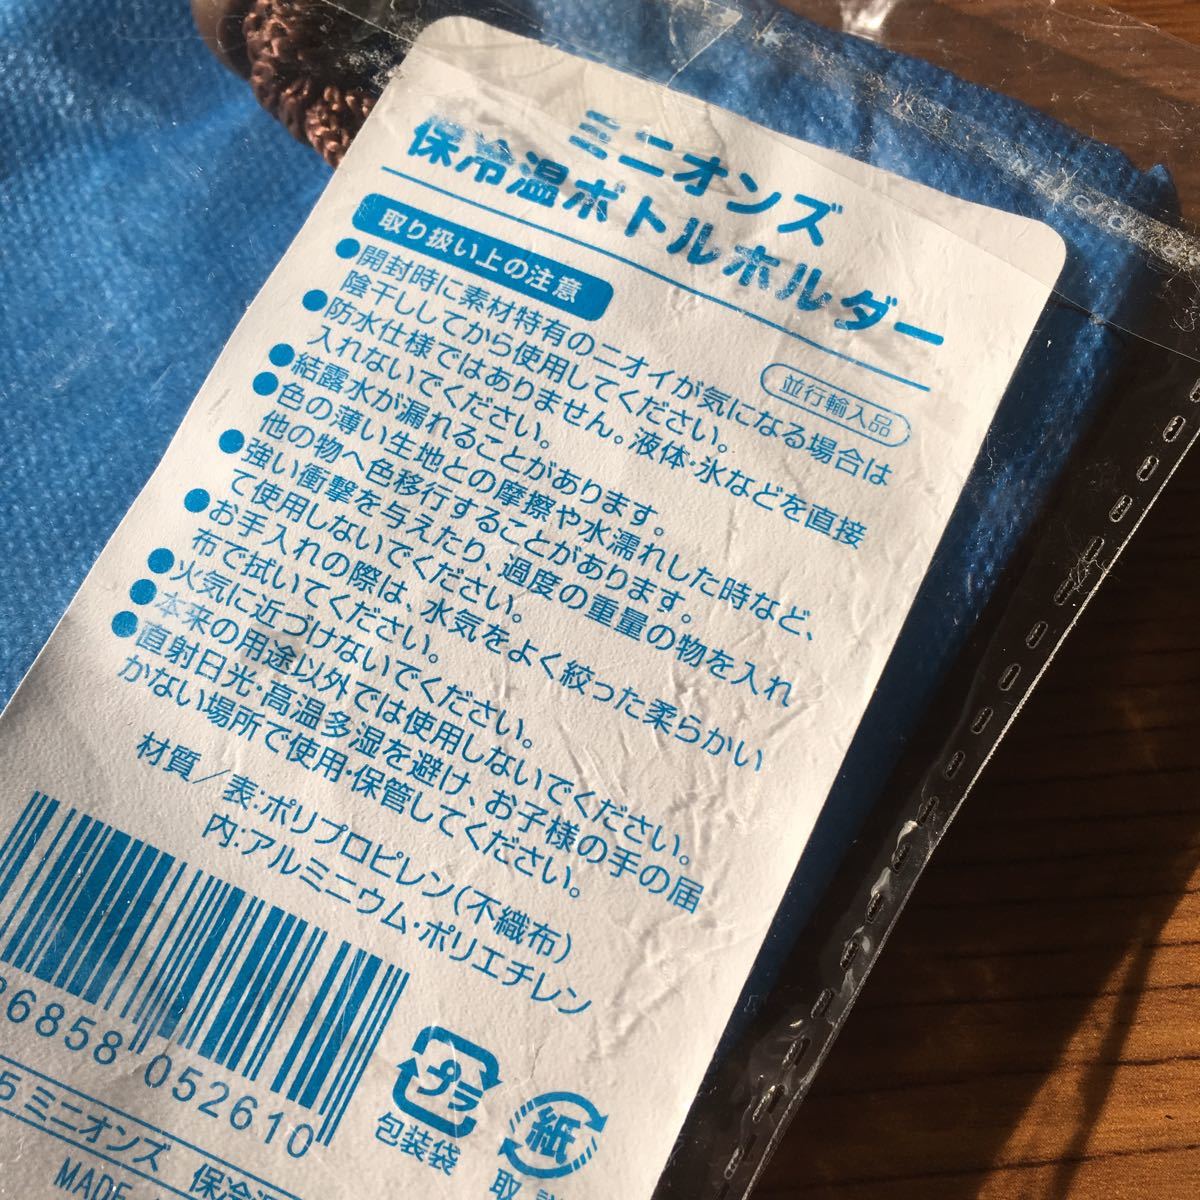 ミニオンズ
保冷温ボトルホルダー
並行輸入品
取り扱い上の注意
●開封時に素材特有のニオイが気になる場合は
陰干ししてから使用してください。
●防水仕様ではありません。液体・氷などを直接
入れないでください。
●結露水が漏れることがあります。
●色の薄い生地との摩擦や水濡れした時など、
他の物へ色移行することがあります。
●強い衝撃を与えたり、過度の重量の物を入れ
て使用しないでください。
●お手入れの際は、水気をよく絞った柔らかい
布で拭いてください。
●火気に近づけないでください。
●本来の用途以外では使用しないでください。
●直射日光・高温多湿を避け、お子様の手の届
かない場所で使用・保管してください。
材質／表:ポリプロピレン(不織布)
内:アルミニウム・ポリエチレン
6858 052610
プラ
包装袋
紙
取
5 ミニオンズ 保冷
MADE